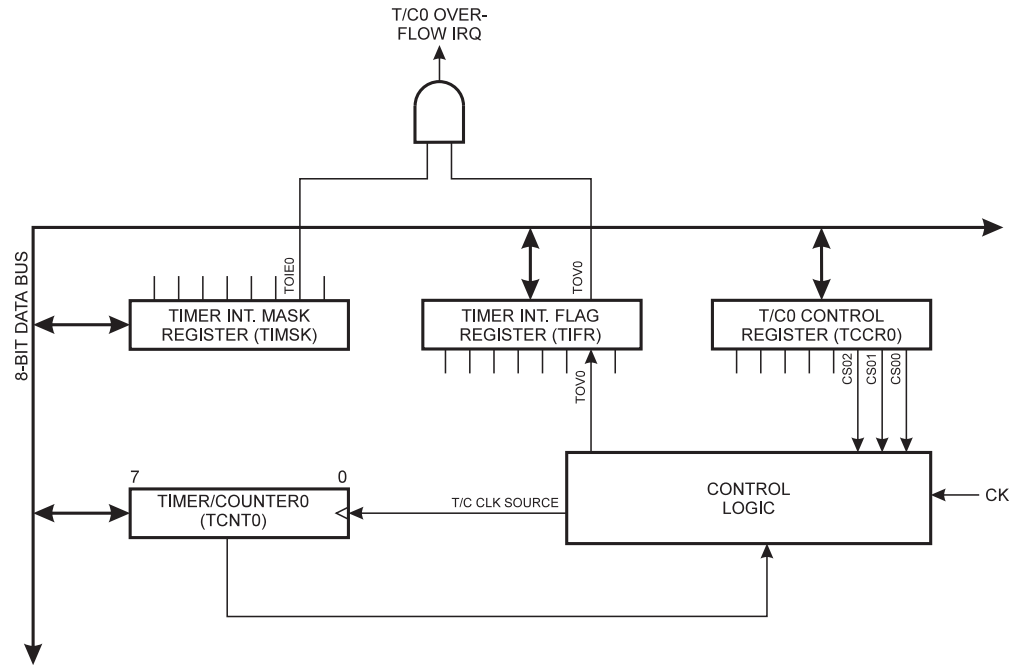 T/C0 OVER-
FLOW IRQ
8-BIT DATA BUS
TOIE0
TOV0
TIMER INT. MASK
REGISTER (TIMSK)
TIMER INT. FLAG
REGISTER (TIFR)
T/C0 CONTROL
REGISTER (TCCR0)
TOV0
CS02
CS01
CS00
7
0
TIMER/COUNTER0
(TCNT0)
T/C CLK SOURCE
CONTROL
LOGIC
CK